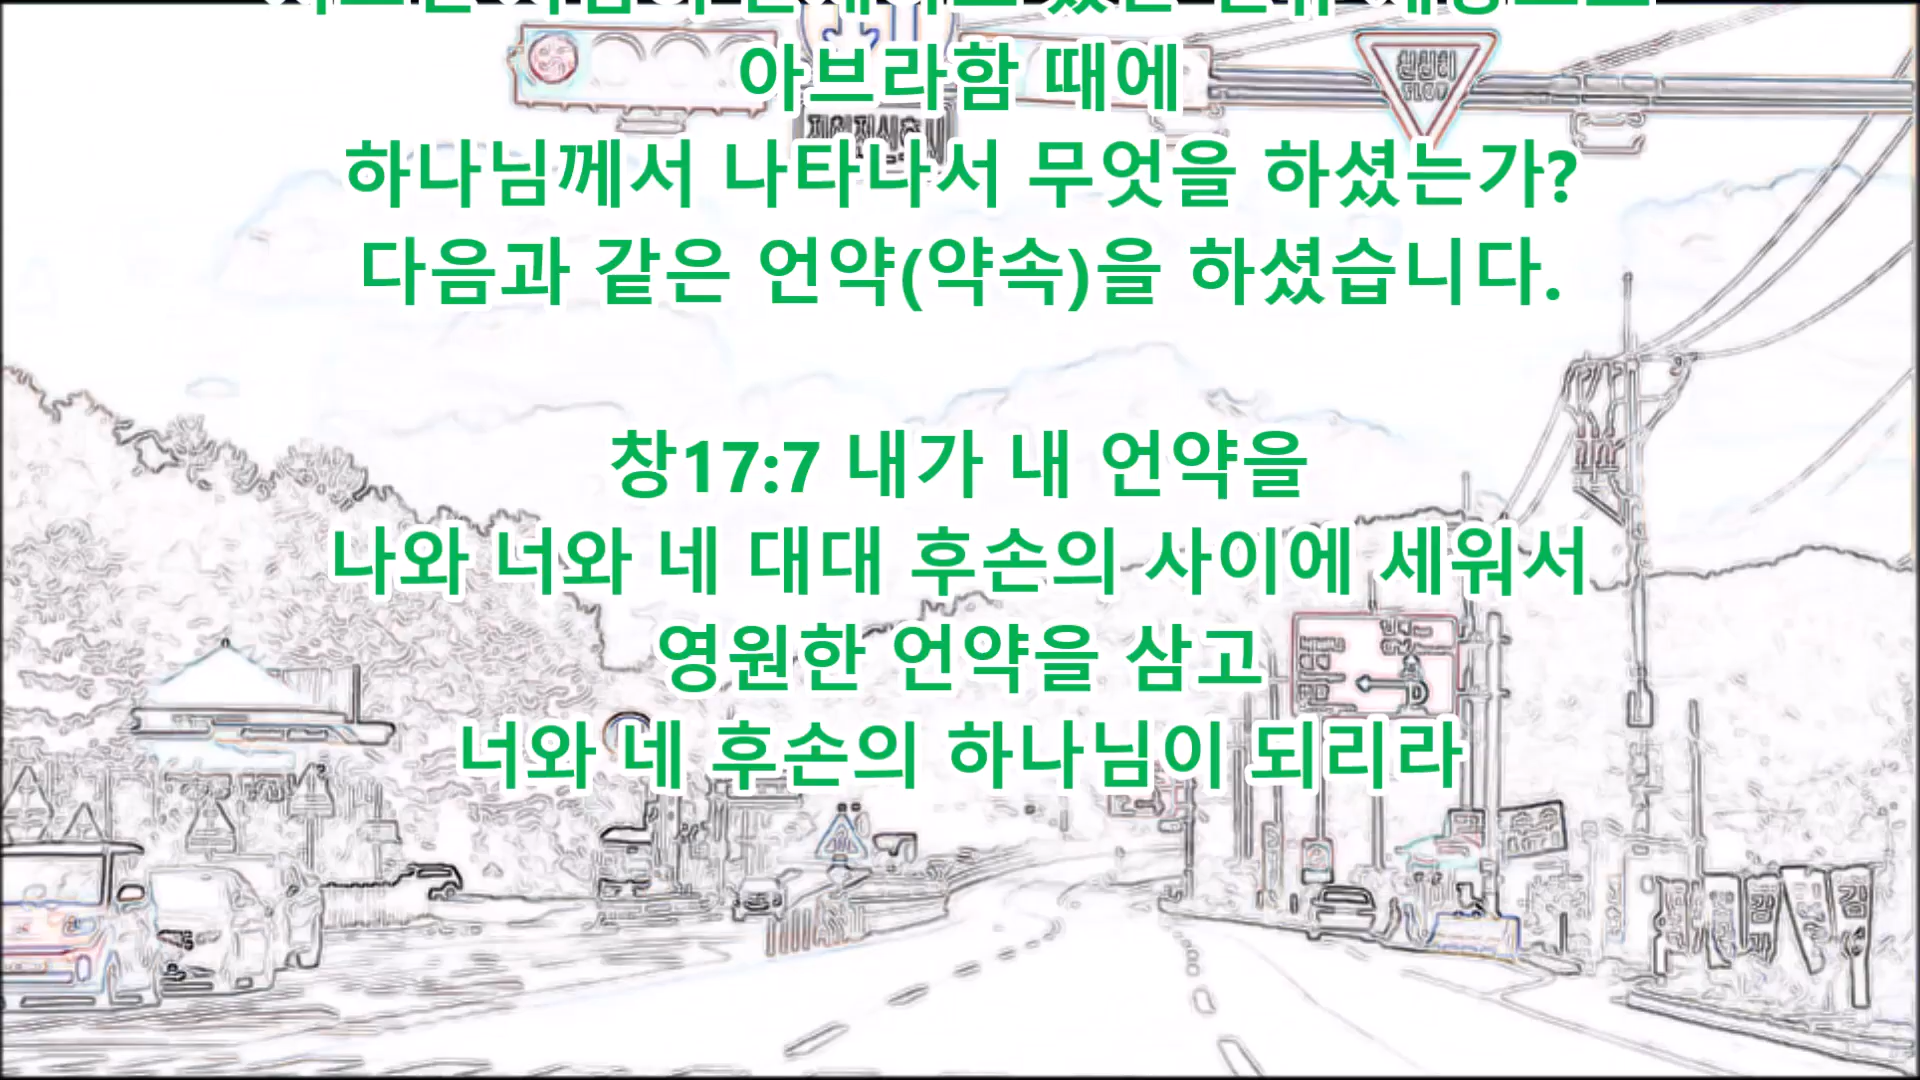 아브라함 때에
하나님께서 나타나서 무엇을 하셨는가?
다음과 같은 언약(약속)을 하셨습니다.
창17:7 내가 내 언약을
나와 너와 네 대대 후손의 사이에 세워서
영원한 언약을 삼고
너와 네 후손의 하나님이 되리라
천천히
SLOW
P